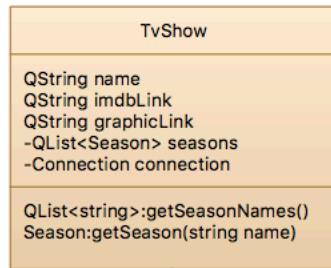 TvShow
QString name
QString imdbLink
QString graphicLink
-QList<Season> seasons
-Connection connection
QList<string>:getSeasonNames()
Season:getSeason(string name)